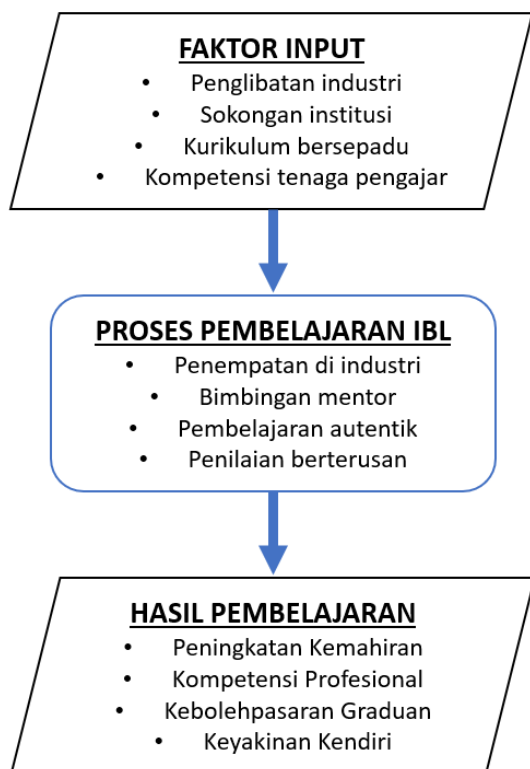 FAKTOR INPUT
• Penglibatan industri
• Sokongan institusi
• Kurikulum bersepadu
• Kompetensi tenaga pengajar
PROSES PEMBELAJARAN IBL
• Penempatan di industri
• Bimbingan mentor
• Pembelajaran autentik
• Penilaian berterusan
HASIL PEMBELAJARAN
• Peningkatan Kemahiran
• Kompetensi Profesional
• Kebolehpasaran Graduan
• Keyakinan Kendiri